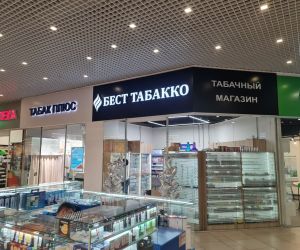 ТАБАК ПЛЮС
БЕСТ ТАБАККО
ТАБАЧНЫЙ
МАГАЗИН